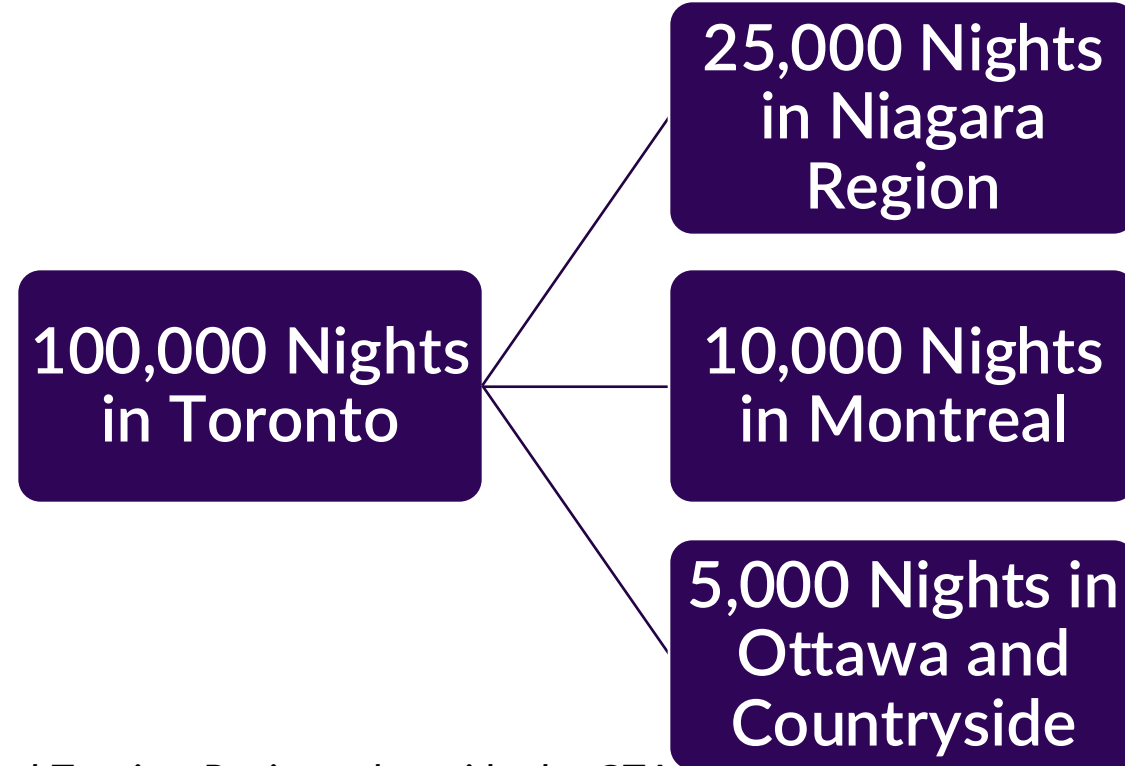 25,000 Nights
in Niagara
Region
100,000 Nights
in Toronto
10,000 Nights
in Montreal
5,000 Nights in
Ottawa and
Countryside